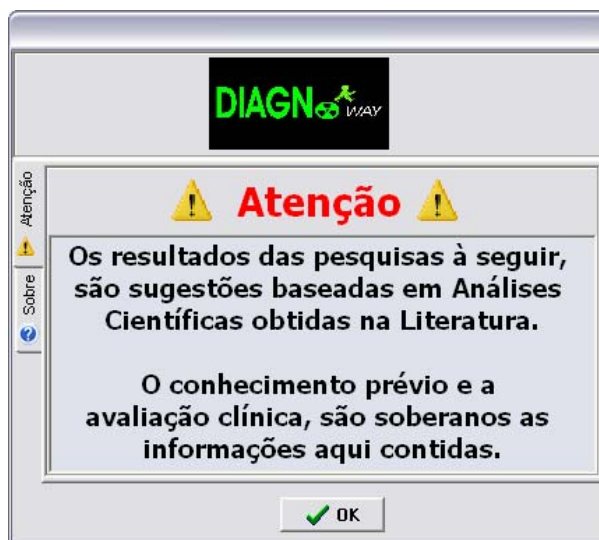 DIAGN WAY
Atenção
Sobre
Atenção
Os resultados das pesquisas à seguir,
são sugestões baseadas em Análises
Científicas obtidas na Literatura.
O conhecimento prévio e a
avaliação clínica, são soberanos as
informações aqui contidas.
OK